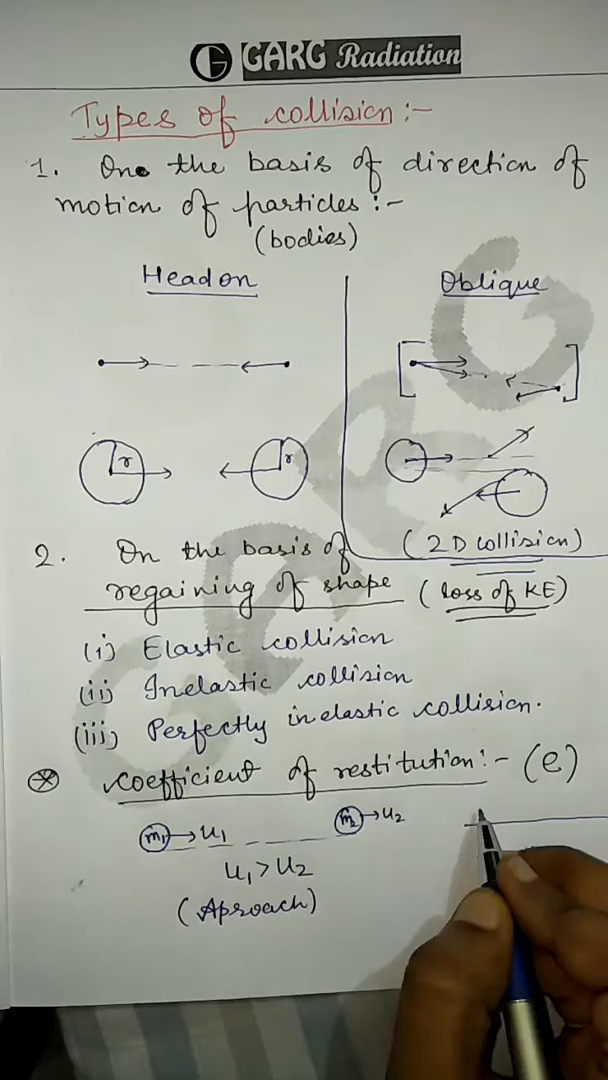 G GARG Radiation
Types of collision :-
1. One the basis of direction of
motion of particles :-
(bodies)
Head on
Oblique
r
r
(2D collision)
2. On the basis of
regaining of shape (loss of KE)
(i) Elastic collision
(ii) Inelastic collision
(iii) Perfectly inelastic collision.
* Coefficient of restitution :- (e)
m₁ → u₁
m₂ → u₂
u₁ > u₂
(Aproach)
GARG